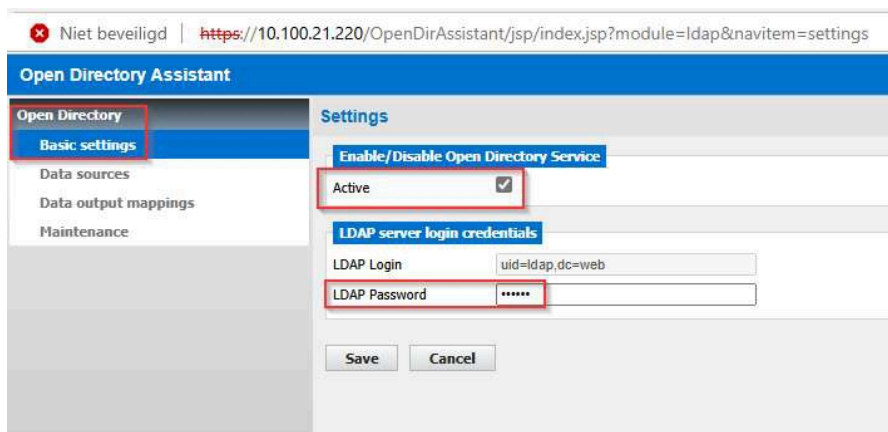 Niet beveiligd | https://10.100.21.220/OpenDirAssistant/jsp/index.jsp?module=ldap&navitem=settings
Open Directory Assistant
Open Directory
Basic settings
Data sources
Data output mappings
Maintenance
Settings
Enable/Disable Open Directory Service
Active
LDAP server login credentials
LDAP Login uid=ldap,dc=web
LDAP Password ••••••
Save Cancel